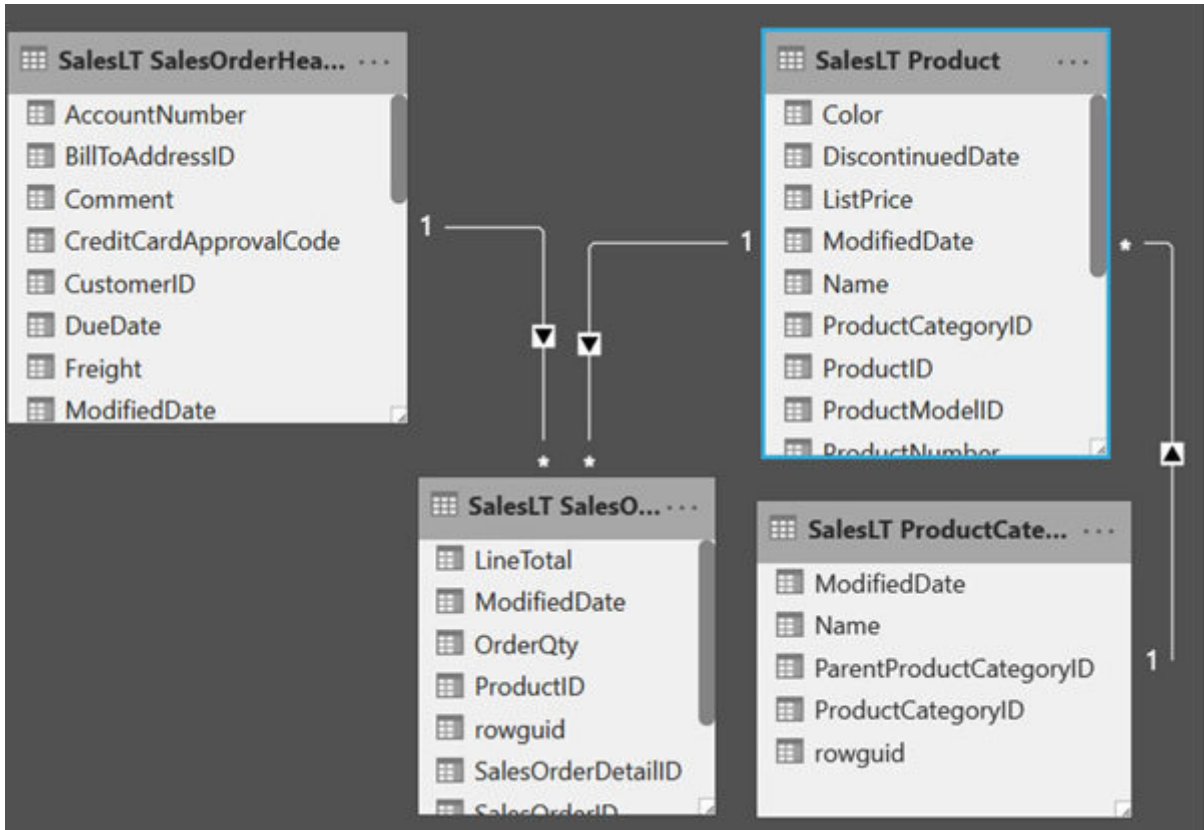 SalesLT SalesOrderHea... ...
AccountNumber
BillToAddressID
Comment
CreditCardApprovalCode
CustomerID
DueDate
Freight
ModifiedDate
1
*
SalesLT Product ...
Color
DiscontinuedDate
ListPrice
ModifiedDate
Name
ProductCategoryID
ProductID
ProductModelID
ProductNumber
1
*
*
SalesLT SalesO... ...
LineTotal
ModifiedDate
OrderQty
ProductID
rowguid
SalesOrderDetailID
SalesOrderID
SalesLT ProductCate... ...
ModifiedDate
Name
ParentProductCategoryID
ProductCategoryID
rowguid
1